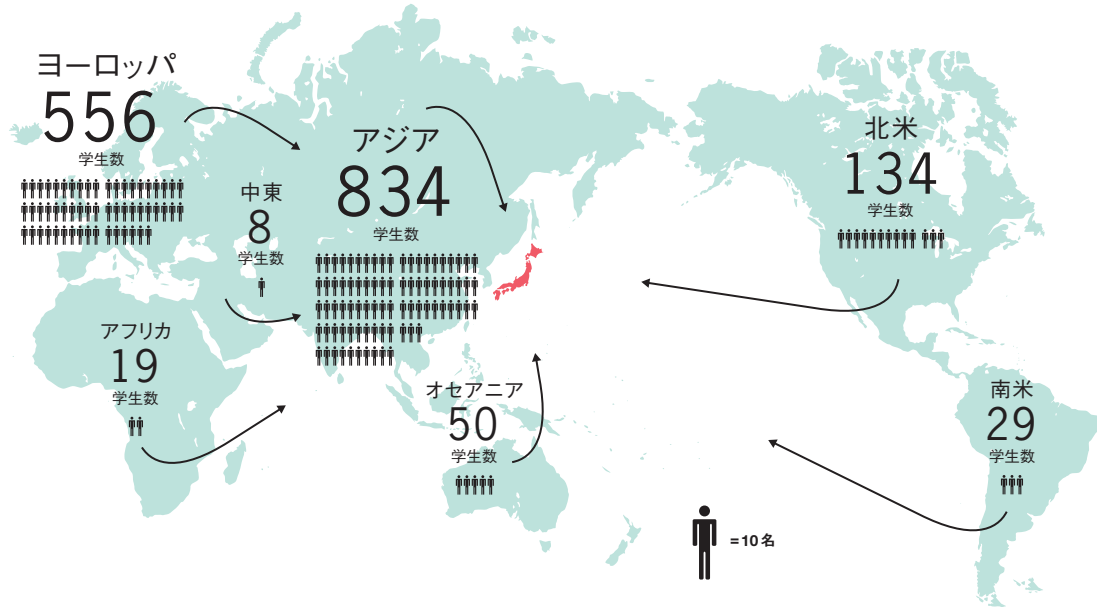 ヨーロッパ
556
学生数
中東
8
学生数
アジア
834
学生数
北米
134
学生数
アフリカ
19
学生数
オセアニア
50
学生数
南米
29
学生数
=10名